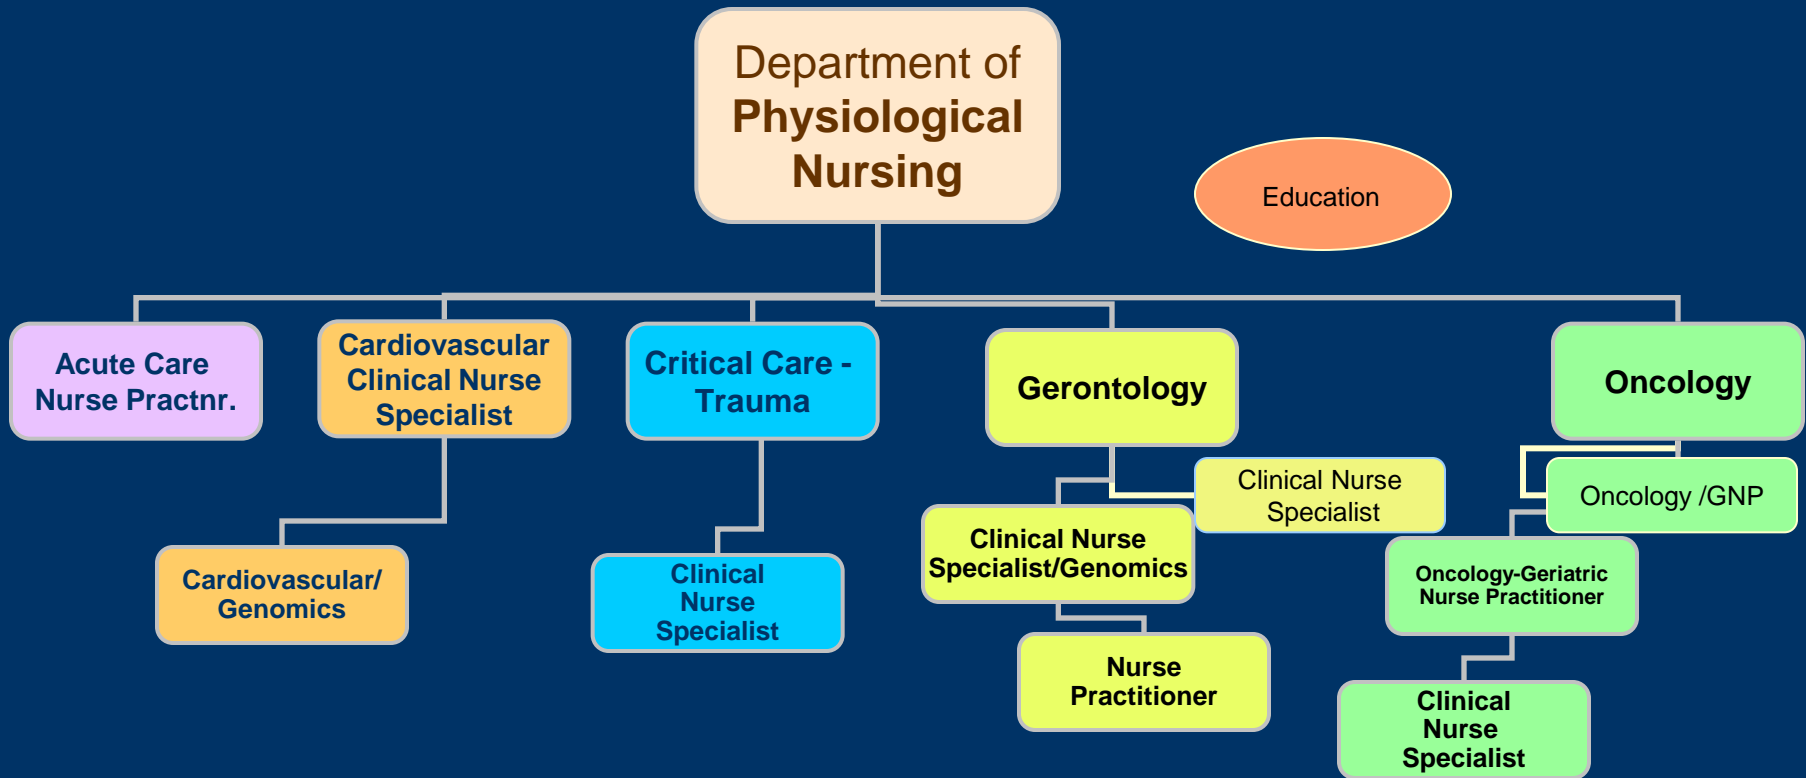 Department of
Physiological
Nursing
Education
Acute Care
Nurse Practnr.
Cardiovascular
Clinical Nurse
Specialist
Critical Care -
Trauma
Gerontology
Oncology
Clinical Nurse
Specialist
Oncology /GNP
Cardiovascular/
Genomics
Clinical
Nurse
Specialist
Clinical Nurse
Specialist/Genomics
Oncology-Geriatric
Nurse Practitioner
Nurse
Practitioner
Clinical
Nurse
Specialist